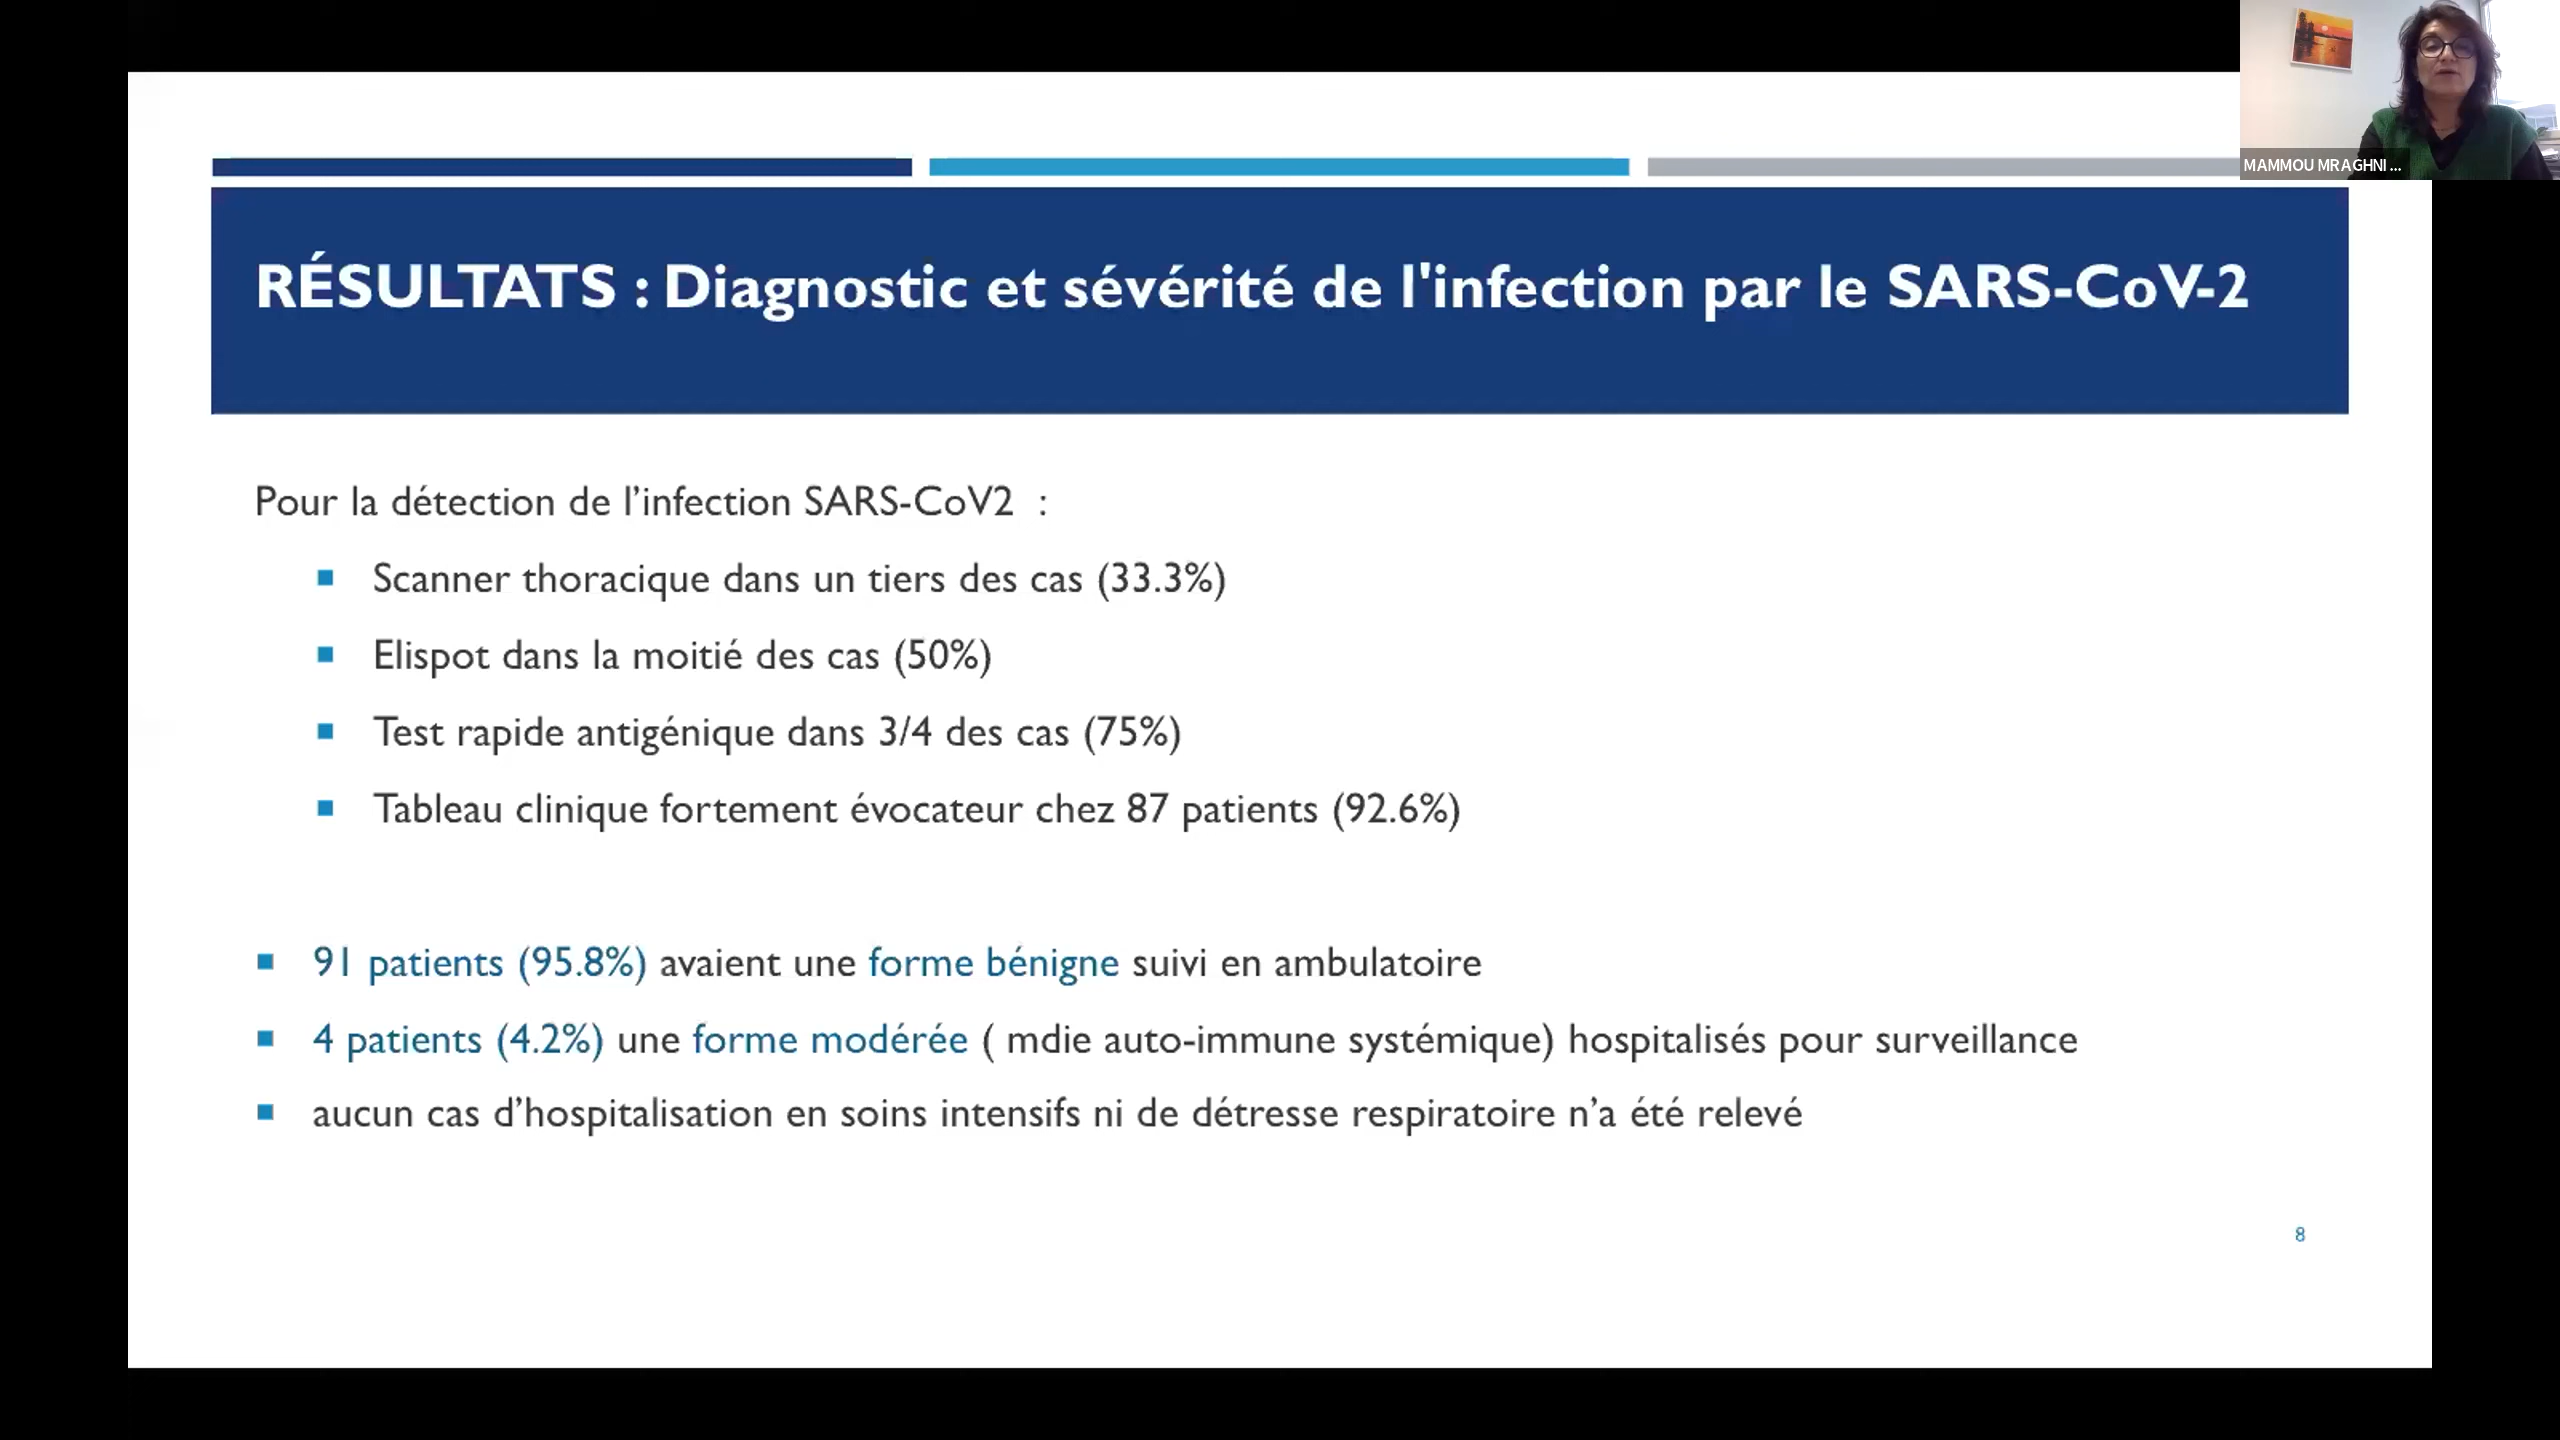 MAMMOU MRAGHNI ...
RÉSULTATS : Diagnostic et sévérité de l'infection par le SARS-CoV-2
Pour la détection de l’infection SARS-CoV2 :
Scanner thoracique dans un tiers des cas (33.3%)
Elispot dans la moitié des cas (50%)
Test rapide antigénique dans 3/4 des cas (75%)
Tableau clinique fortement évocateur chez 87 patients (92.6%)
91 patients (95.8%) avaient une forme bénigne suivi en ambulatoire
4 patients (4.2%) une forme modérée ( mdie auto-immune systémique) hospitalisés pour surveillance
aucun cas d’hospitalisation en soins intensifs ni de détresse respiratoire n’a été relevé
8